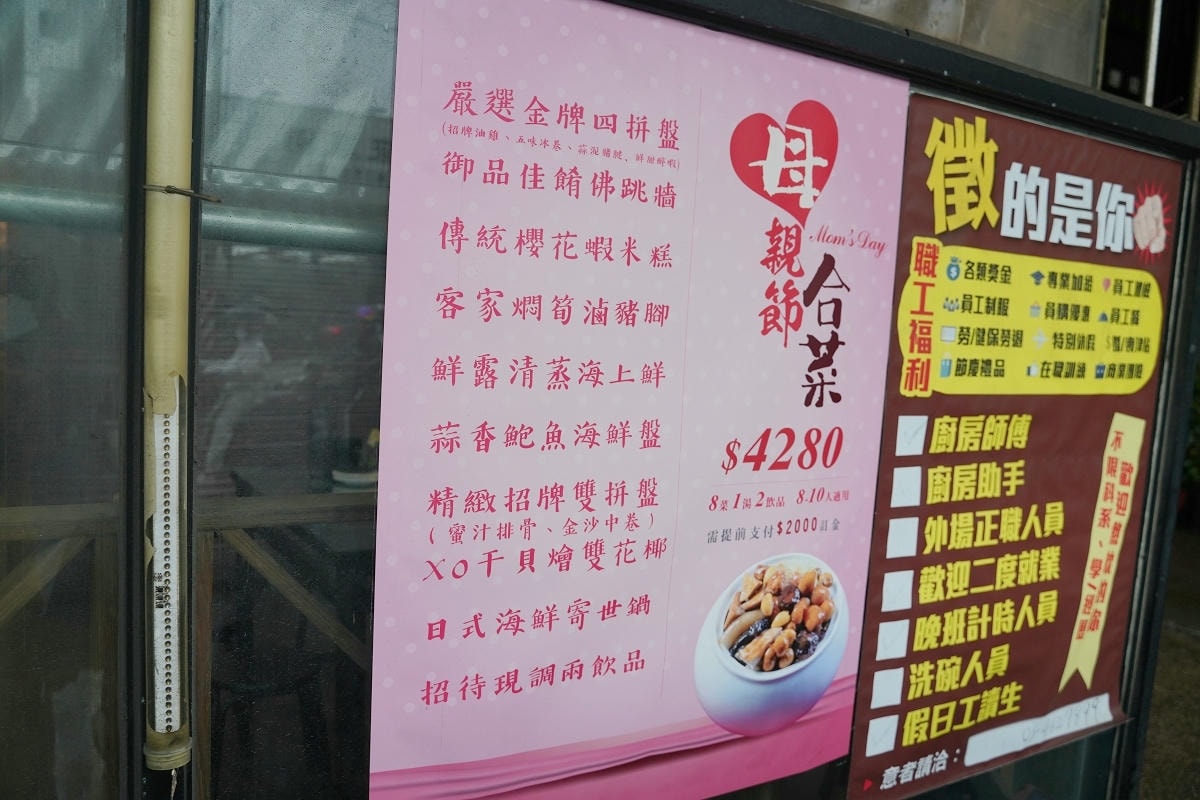 嚴選金牌四拼盤
(招牌油雞、五味冰卷、蒜泥豬腱、鮮甜醉蝦)
御品佳餚佛跳牆
傳統櫻花蝦米糕
客家燜筍滷豬腳
鮮露清蒸海上鮮
蒜香鮑魚海鮮盤
精緻招牌雙拼盤
(蜜汁排骨、金沙中卷)
XO干貝燴雙花椰
日式海鮮寄世鍋
招待現調兩飲品
母親節
Mom's Day
合菜
$4280
8菜1湯2飲品 8-10人適用
需提前支付$2000訂金
徵的是你
職工福利
各類獎金
專業加給
員工制服
員購優惠
員工餐
勞/健保勞退
特別休假
節慶禮品
在職訓練
廚房師傅
廚房助手
外場正職人員
歡迎二度就業
晚班計時人員
洗碗人員
假日工讀生
不限科系、學/經歷
意者請洽：